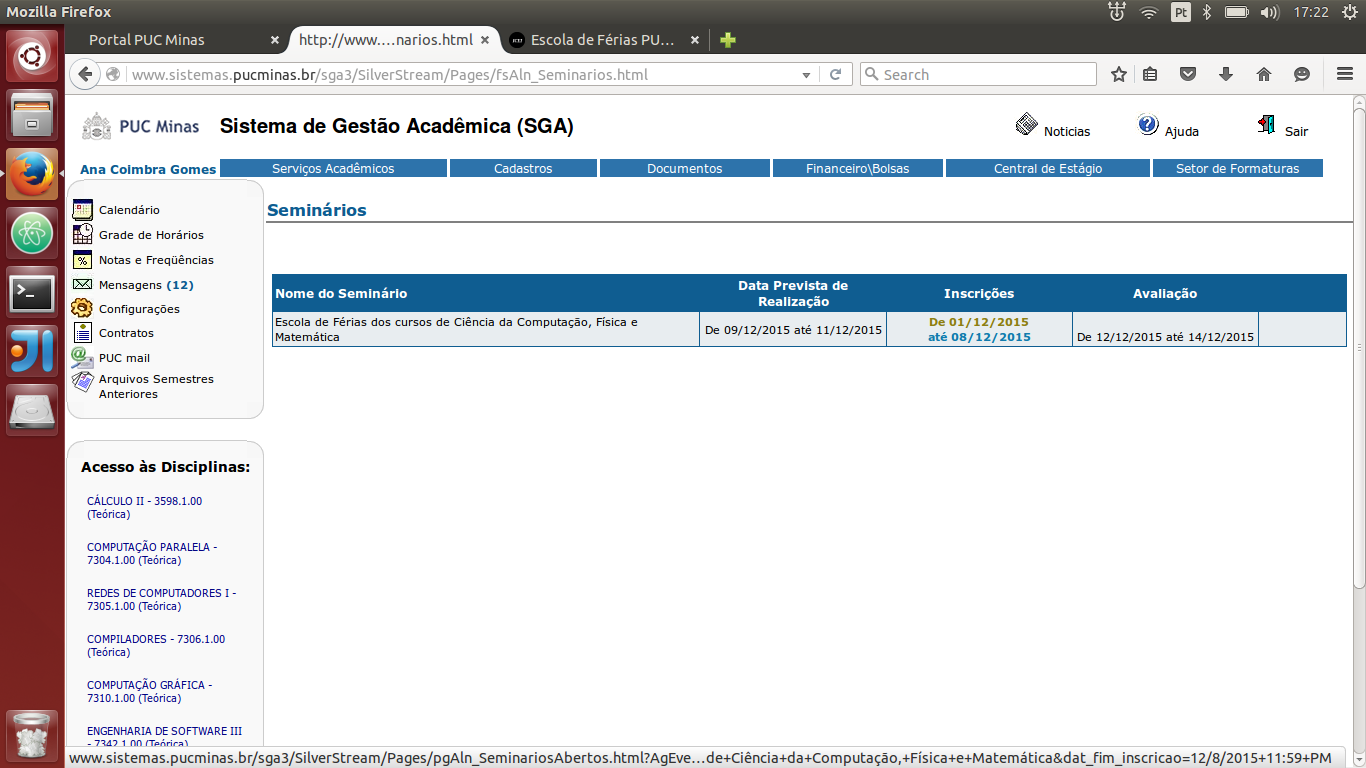 Mozilla Firefox
Pt
17:22
Portal PUC Minas
http://www....narios.html
Escola de Férias PU...
www.sistemas.pucminas.br/sga3/SilverStream/Pages/fsAln_Seminarios.html
Search
PUC Minas
Sistema de Gestão Acadêmica (SGA)
Noticias
Ajuda
Sair
Ana Coimbra Gomes
Serviços Acadêmicos
Cadastros
Documentos
Financeiro\Bolsas
Central de Estágio
Setor de Formaturas
Calendário
Grade de Horários
Notas e Freqüências
Mensagens (12)
Configurações
Contratos
PUC mail
Arquivos Semestres
Anteriores
Acesso às Disciplinas:
CÁLCULO II - 3598.1.00
(Teórica)
COMPUTAÇÃO PARALELA -
7304.1.00 (Teórica)
REDES DE COMPUTADORES I -
7305.1.00 (Teórica)
COMPILADORES - 7306.1.00
(Teórica)
COMPUTAÇÃO GRÁFICA -
7310.1.00 (Teórica)
ENGENHARIA DE SOFTWARE III
- 7342.1.00 (Teórica)
Seminários
Nome do Seminário
Data Prevista de
Realização
Inscrições
Avaliação
Escola de Férias dos cursos de Ciência da Computação, Física e
Matemática
De 09/12/2015 até 11/12/2015
De 01/12/2015
até 08/12/2015
De 12/12/2015 até 14/12/2015
www.sistemas.pucminas.br/sga3/SilverStream/Pages/pgAln_SeminariosAbertos.html?AgEve...de+Ciência+da+Computação,+Física+e+Matemática&dat_fim_inscricao=12/8/2015+11:59+PM